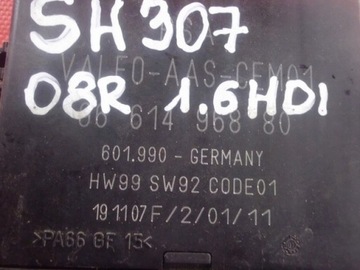 SH307
VALEO-AAS-CEM01
08R 1.6HDI
96 614 968 80
601.990 - GERMANY
HW99 SW92 CODE01
191107F/2/01/11
>PA66 GF 15<